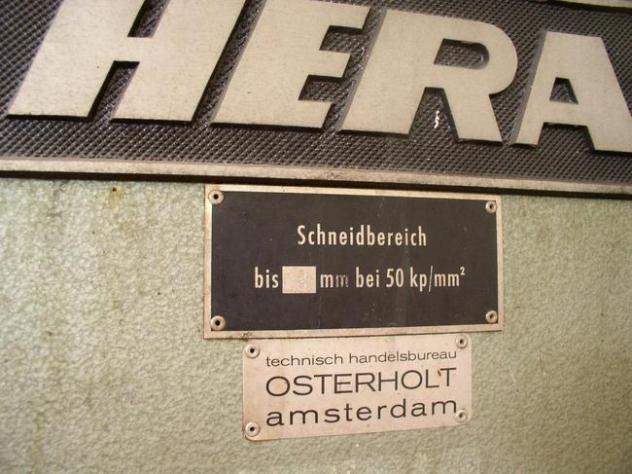 HERA
Schneidbereich
bis mm bei 50 kp/mm²
technisch handelsbureau
OSTERHOLT
amsterdam